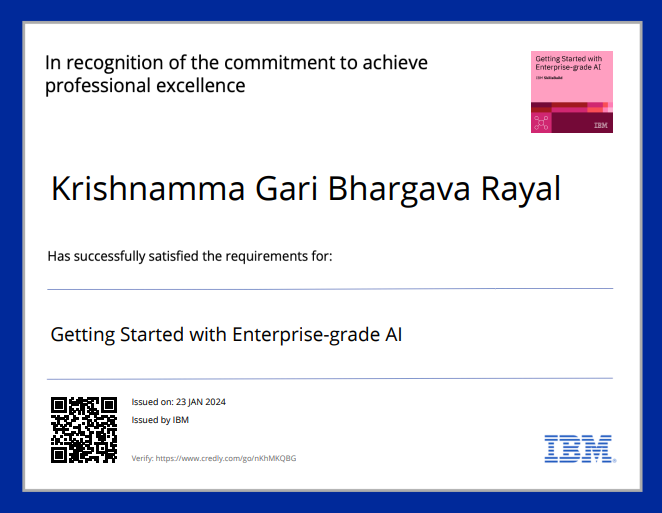 In recognition of the commitment to achieve
professional excellence
Getting Started with
Enterprise-grade AI
IBM SkillsBuild
IBM
Krishnamma Gari Bhargava Rayal
Has successfully satisfied the requirements for:
Getting Started with Enterprise-grade AI
Issued on: 23 JAN 2024
Issued by IBM
Verify: https://www.credly.com/go/nKhMKQBG
IBM®